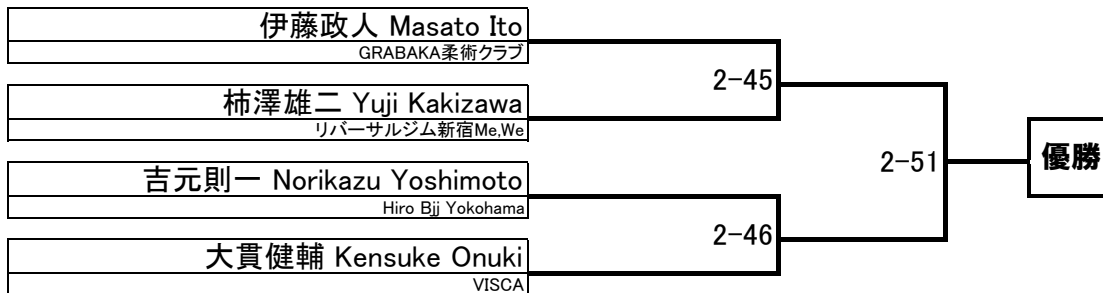 伊藤政人 Masato Ito
GRABAKA柔術クラブ
2-45
柿澤雄二 Yuji Kakizawa
リバーサルジム新宿Me,We
2-51
優勝
吉元則一 Norikazu Yoshimoto
Hiro Bjj Yokohama
2-46
大貫健輔 Kensuke Onuki
VISCA